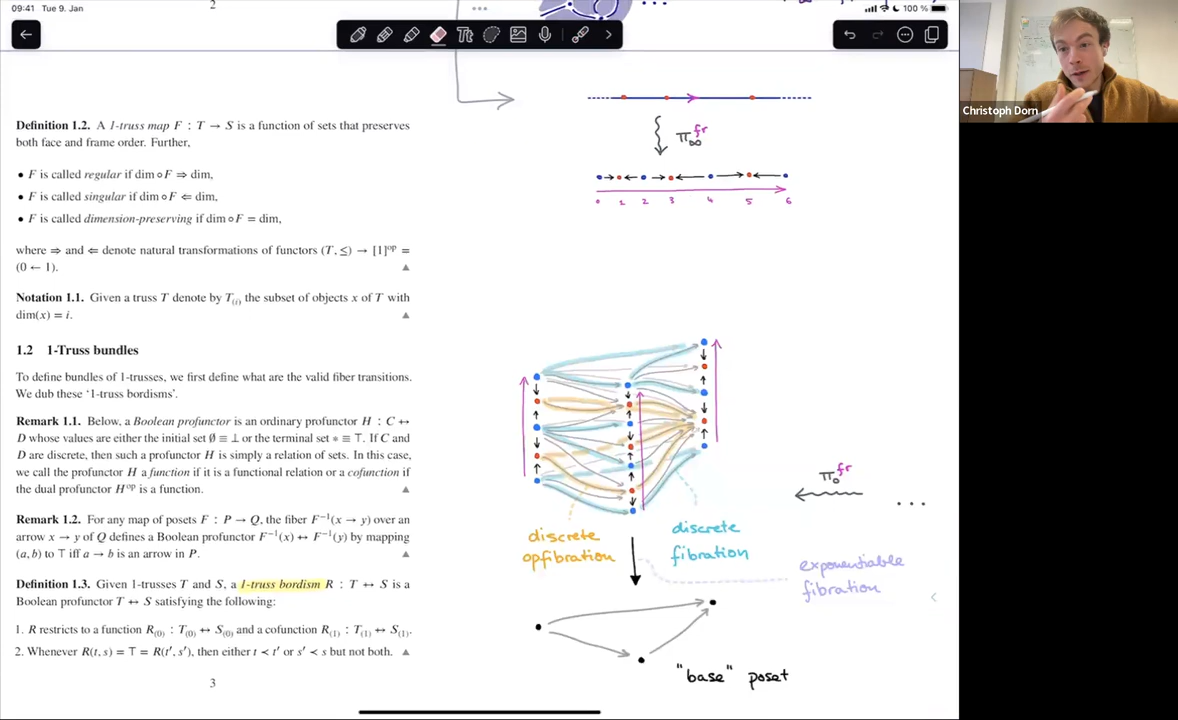 09:41 Tue 9. Jan
2
100 %
Tt
Christoph Dorn
Definition 1.2. A 1-truss map F : T → S is a function of sets that preserves
both face and frame order. Further,
• F is called regular if dim ∘ F ⇒ dim,
• F is called singular if dim ∘ F ⇐ dim,
• F is called dimension-preserving if dim ∘ F = dim,
where ⇒ and ⇐ denote natural transformations of functors (T, ≤) → [1]ᵒᵖ =
(0 ← 1). ▲
Notation 1.1. Given a truss T denote by T₍ᵢ₎ the subset of objects x of T with
dim(x) = i. ▲
1.2 1-Truss bundles
To define bundles of 1-trusses, we first define what are the valid fiber transitions.
We dub these ‘1-truss bordisms’.
Remark 1.1. Below, a Boolean profunctor is an ordinary profunctor H : C ⇸
D whose values are either the initial set ∅ ≡ ⊥ or the terminal set * ≡ ⊤. If C and
D are discrete, then such a profunctor H is simply a relation of sets. In this case,
we call the profunctor H a function if it is a functional relation or a cofunction if
the dual profunctor Hᵒᵖ is a function. ▲
Remark 1.2. For any map of posets F : P → Q, the fiber F⁻¹(x → y) over an
arrow x → y of Q defines a Boolean profunctor F⁻¹(x) ⇸ F⁻¹(y) by mapping
(a, b) to ⊤ iff a → b is an arrow in P. ▲
Definition 1.3. Given 1-trusses T and S, a 1-truss bordism R : T ⇸ S is a
Boolean profunctor T ⇸ S satisfying the following:
1. R restricts to a function R₍₀₎ : T₍₀₎ ⇸ S₍₀₎ and a cofunction R₍₁₎ : T₍₁₎ ⇸ S₍₁₎.
2. Whenever R(t, s) = ⊤ = R(t′, s′), then either t < t′ or s′ < s but not both. ▲
3
π∞ᶠʳ
0 1 2 3 4 5 6
π₀ᶠʳ
...
discrete
opfibration
discrete
fibration
exponentiable
fibration
"base" poset